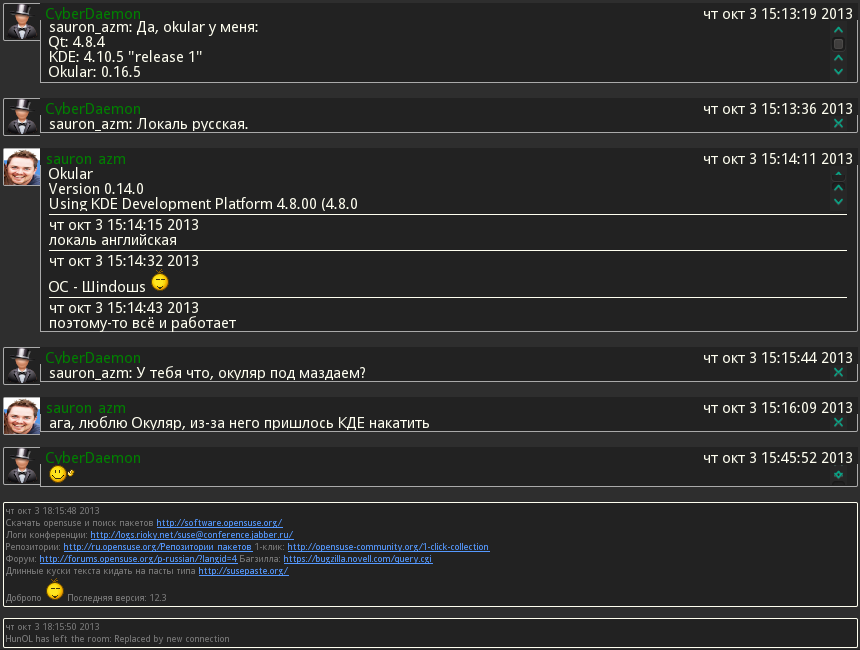 CyberDaemon чт окт 3 15:13:19 2013
sauron_azm: Да, okular у меня:
Qt: 4.8.4
KDE: 4.10.5 "release 1"
Okular: 0.16.5
CyberDaemon чт окт 3 15:13:36 2013
sauron_azm: Локаль русская.
sauron_azm чт окт 3 15:14:11 2013
Okular
Version 0.14.0
Using KDE Development Platform 4.8.00 (4.8.0
чт окт 3 15:14:15 2013
локаль английская
чт окт 3 15:14:32 2013
ОС - Шindoшs
чт окт 3 15:14:43 2013
поэтому-то всё и работает
CyberDaemon чт окт 3 15:15:44 2013
sauron_azm: У тебя что, окуляр под маздаем?
sauron_azm чт окт 3 15:16:09 2013
ага, люблю Окуляр, из-за него пришлось КДЕ накатить
CyberDaemon чт окт 3 15:45:52 2013
чт окт 3 18:15:48 2013
Скачать opensuse и поиск пакетов http://software.opensuse.org/
Логи конференции: http://logs.rioky.net/suse@conference.jabber.ru/
Репозитории: http://ru.opensuse.org/Репозитории_пакетов 1-клик: http://opensuse-community.org/1-click-collection
Форум: http://forums.opensuse.org/p-russian/?langid=4 Багзилла: https://bugzilla.novell.com/query.cgi
Длинные куски текста кидать на пасты типа http://susepaste.org/
Добропо Последняя версия: 12.3
чт окт 3 18:15:50 2013
HunOL has left the room: Replaced by new connection